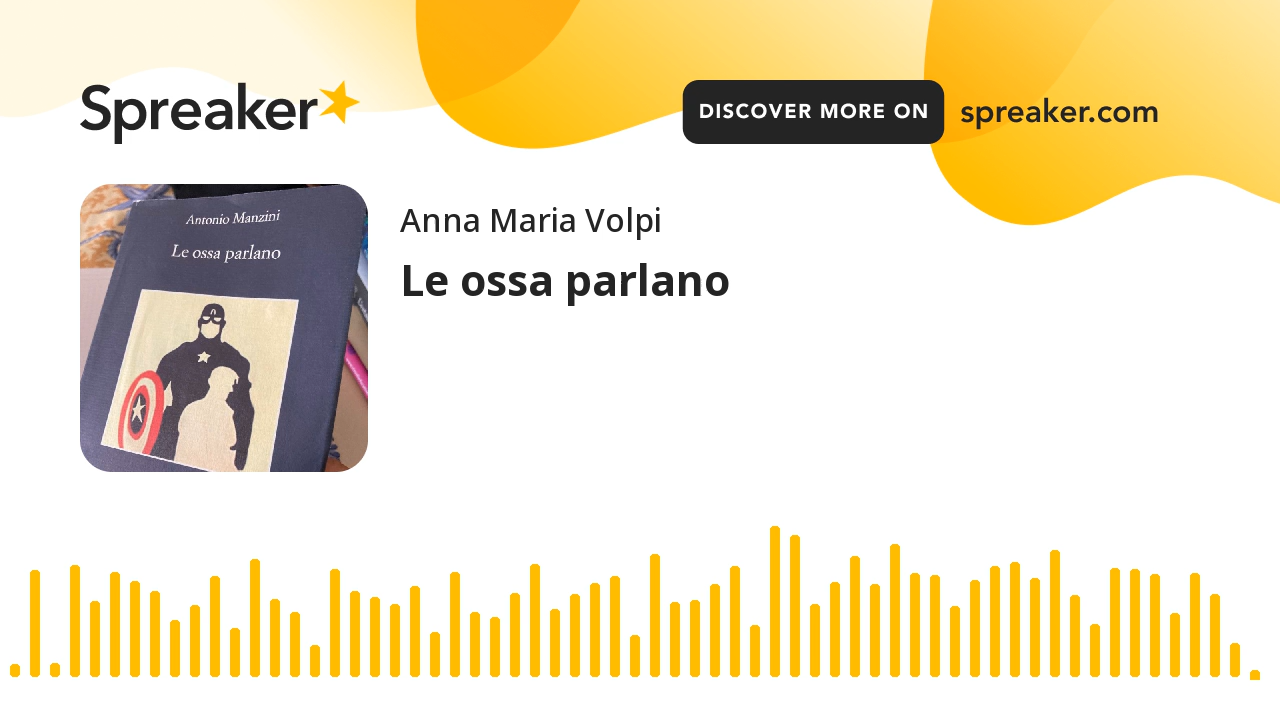 Spreaker
DISCOVER MORE ON
spreaker.com
Antonio Manzini
Le ossa parlano
Anna Maria Volpi
Le ossa parlano